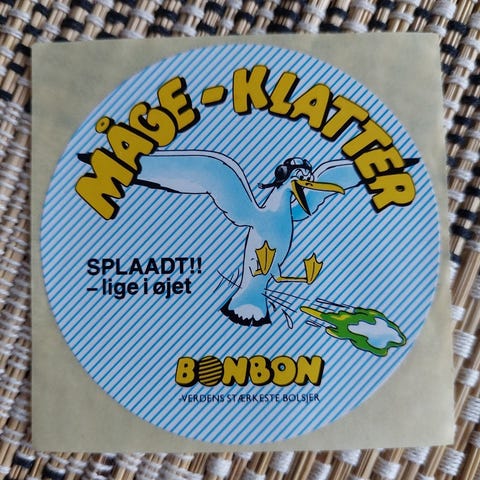 MÅGE-KLATTER
SPLAADT!!
– lige i øjet
BONBON
-VERDENS STÆRKESTE BOLSJER